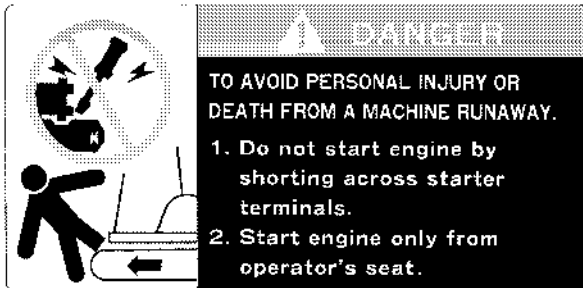 DANGER
TO AVOID PERSONAL INJURY OR
DEATH FROM A MACHINE RUNAWAY.
1. Do not start engine by
shorting across starter
terminals.
2. Start engine only from
operator's seat.